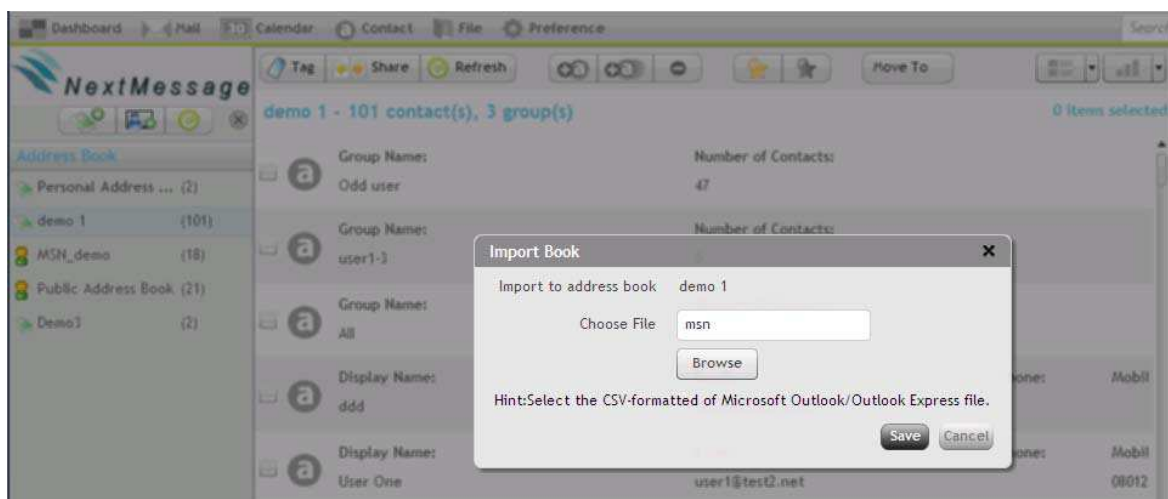 Dashboard Mail Calendar Contact File Preference
NextMessage
Tag Share Refresh Move To
demo 1 - 101 contact(s), 3 group(s) 0 items selected
Address Book
Personal Address ... (2)
demo 1 (101)
MSN_demo (18)
Public Address Book (21)
Demo3 (2)
Group Name: Number of Contacts:
Odd user 47
Group Name: Number of Contacts:
user1-3
Group Name:
All
Display Name: Mobil
ddd
Display Name: Mobil
User One user1@test2.net 08012
Import Book
Import to address book demo 1
Choose File msn
Browse
Hint:Select the CSV-formatted of Microsoft Outlook/Outlook Express file.
Save Cancel